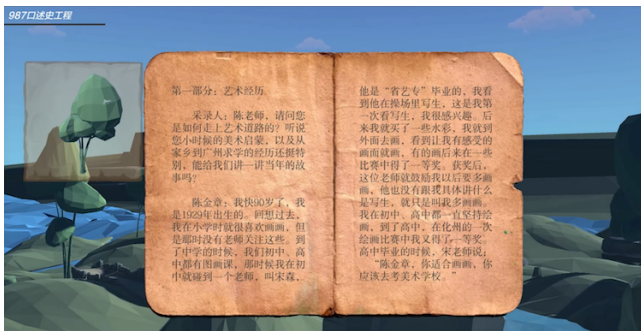 987口述史工程
第一部分：艺术经历
采录人：陈老师，请问您
是如何走上艺术道路的？听说
您小时候的美术启蒙，以及从
家乡到广州求学的经历还挺特
别，能给我们讲一讲当年的故
事吗？
陈金章：我快90岁了，我
是1929年出生的。回想过去，
我在小学时就很喜欢画画，但
是那时没有老师关注这些。到
了中学的时候，我们初中、高
中都有图画课，那时候我在初
中就碰到一个老师，叫宋森，
他是“省艺专”毕业的，我看
到他在操场里写生，这是我第
一次看写生，我很感兴趣。后
来我就买了一些水彩，我就到
外面去画，看到让我有感受的
画面就画，有的画后来在一些
比赛中得了一等奖。获奖后，
这位老师就鼓励我以后要多画
画，他也没有跟我具体讲什么
是写生，就只是叫我多画画。
我在初中、高中都一直坚持绘
画，到了高中，在化州的一次
绘画比赛中我又得了一等奖。
高中毕业的时候，宋老师说：
“陈金章，你适合画画，你
应该去考美术学校。”